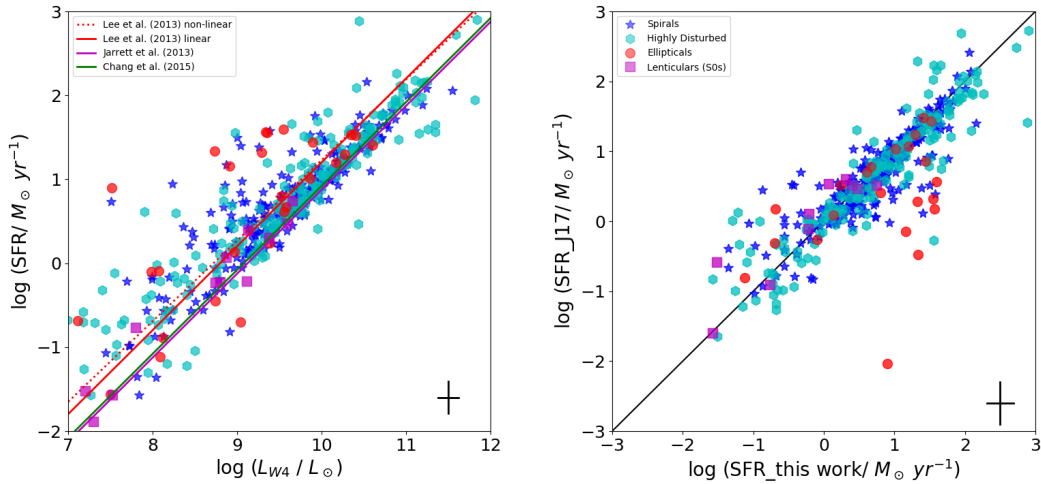 Lee et al. (2013) non-linear
Lee et al. (2013) linear
Jarrett et al. (2013)
Chang et al. (2015)
3
2
1
0
−1
−2
log (SFR/ M⊙ yr⁻¹)
7 8 9 10 11 12
log (L_W4 / L⊙)
Spirals
Highly Disturbed
Ellipticals
Lenticulars (S0s)
3
2
1
0
−1
−2
−3
log (SFR_J17/ M⊙ yr⁻¹)
−3 −2 −1 0 1 2 3
log (SFR_this work/ M⊙ yr⁻¹)